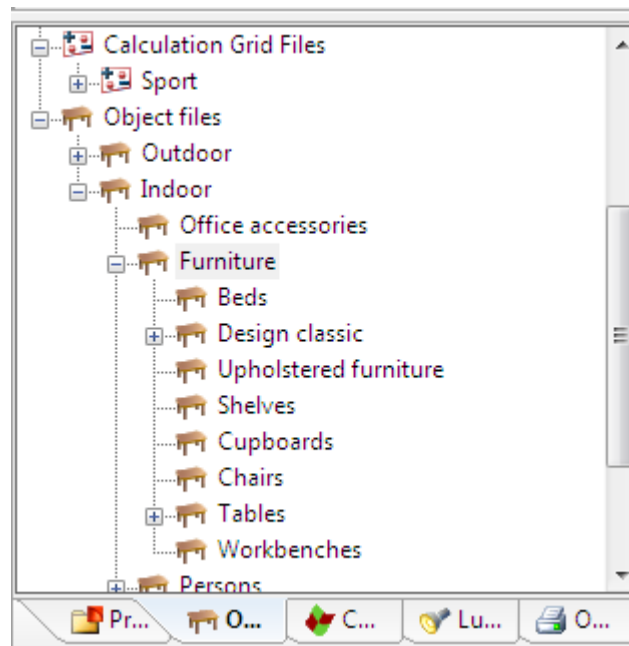 Calculation Grid Files
Sport
Object files
Outdoor
Indoor
Office accessories
Furniture
Beds
Design classic
Upholstered furniture
Shelves
Cupboards
Chairs
Tables
Workbenches
Persons
Pr... O... C... Lu... O...